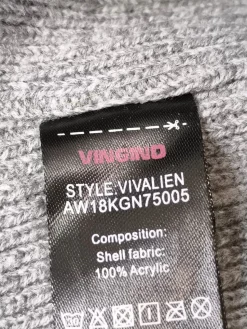 VINGINO
STYLE:VIVALIEN
AW18KGN75005
Composition:
Shell fabric:
100% Acrylic